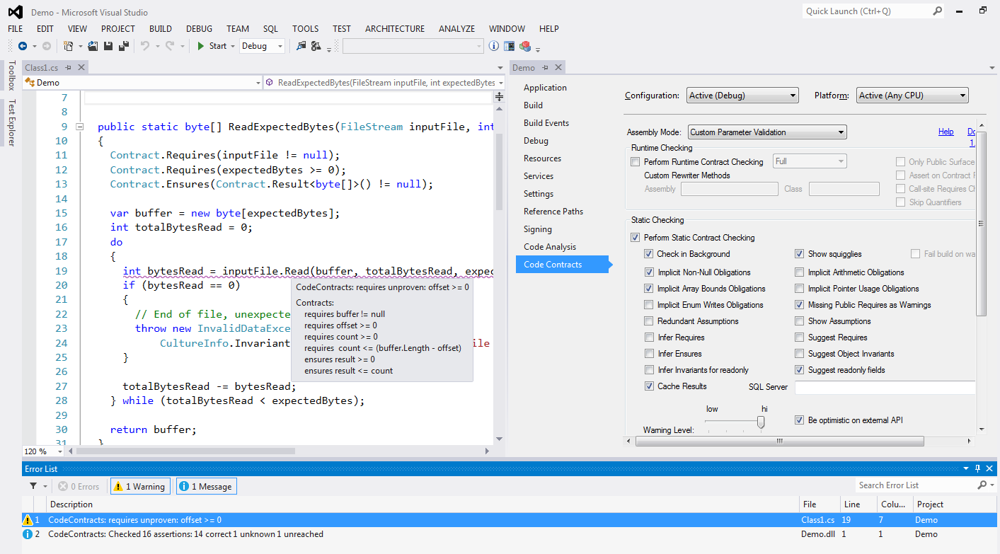 Demo - Microsoft Visual Studio
Quick Launch (Ctrl+Q)
FILE EDIT VIEW PROJECT BUILD DEBUG TEAM SQL TOOLS TEST ARCHITECTURE ANALYZE WINDOW HELP
Start Debug
Toolbox
Test Explorer
Class1.cs
Demo
ReadExpectedBytes(FileStream inputFile, int expectedBytes
7
8
9 public static byte[] ReadExpectedBytes(FileStream inputFile, int
10 {
11 Contract.Requires(inputFile != null);
12 Contract.Requires(expectedBytes >= 0);
13 Contract.Ensures(Contract.Result<byte[]>() != null);
14
15 var buffer = new byte[expectedBytes];
16 int totalBytesRead = 0;
17 do
18 {
19 int bytesRead = inputFile.Read(buffer, totalBytesRead, expec
20 if (bytesRead == 0)
21 {
22 // End of file, unexpecte
23 throw new InvalidDataExce
24 CultureInfo.Invariant ile
25 }
26
27 totalBytesRead -= bytesRead;
28 } while (totalBytesRead < expectedBytes);
29
30 return buffer;
31 }
CodeContracts: requires unproven: offset >= 0
Contracts:
requires buffer != null
requires offset >= 0
requires count >= 0
requires count <= (buffer.Length - offset)
ensures result >= 0
ensures result <= count
120 %
Demo
Application
Build
Build Events
Debug
Resources
Services
Settings
Reference Paths
Signing
Code Analysis
Code Contracts
Configuration: Active (Debug) Platform: Active (Any CPU)
Assembly Mode: Custom Parameter Validation Help Do
1.
Runtime Checking
Perform Runtime Contract Checking Full Only Public Surface
Custom Rewriter Methods Assert on Contract F
Assembly Class Call-site Requires Ch
Skip Quantifiers
Static Checking
Perform Static Contract Checking
Check in Background Show squigglies Fail build on wa
Implicit Non-Null Obligations Implicit Arithmetic Obligations
Implicit Array Bounds Obligations Implicit Pointer Usage Obligations
Implicit Enum Writes Obligations Missing Public Requires as Warnings
Redundant Assumptions Show Assumptions
Infer Requires Suggest Requires
Infer Ensures Suggest Object Invariants
Infer Invariants for readonly Suggest readonly fields
Cache Results SQL Server
low hi
Warning Level: Be optimistic on external API
Error List
0 Errors 1 Warning 1 Message
Search Error List
Description File Line Colu... Project
1 CodeContracts: requires unproven: offset >= 0 Class1.cs 19 7 Demo
2 CodeContracts: Checked 16 assertions: 14 correct 1 unknown 1 unreached Demo.dll 1 1 Demo